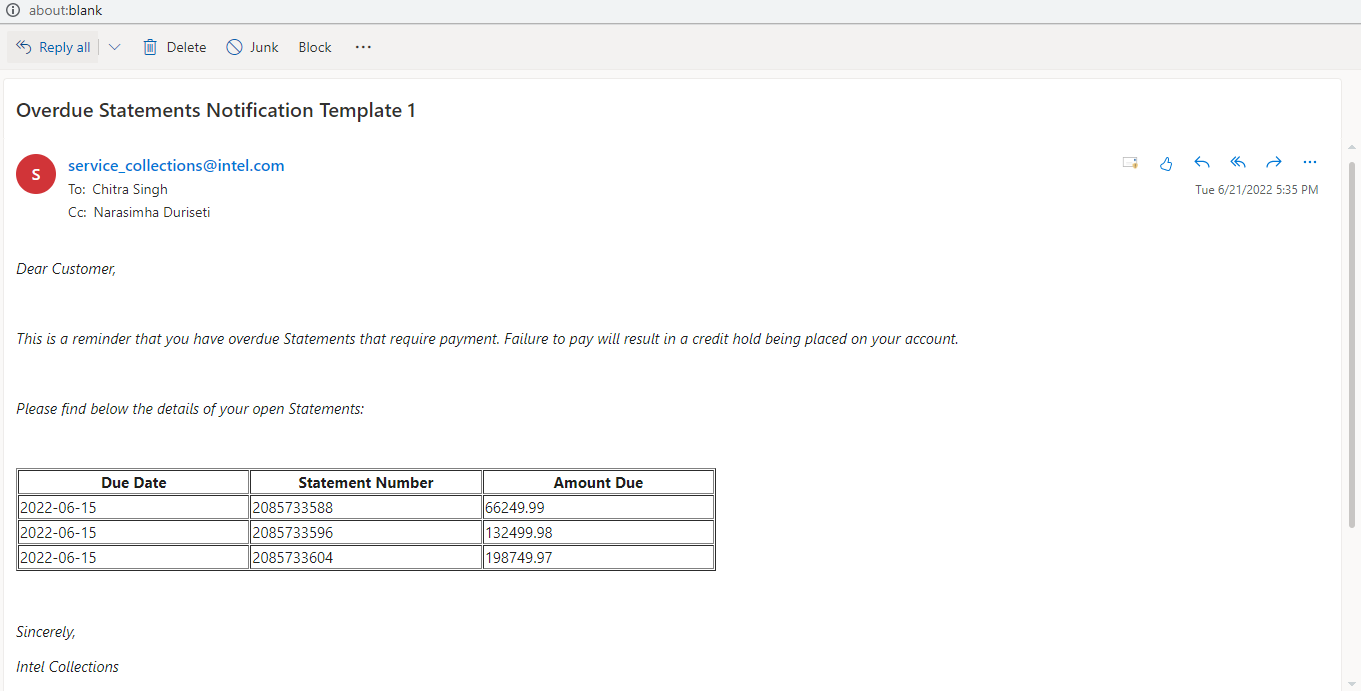 about:blank
Reply all Delete Junk Block ...
Overdue Statements Notification Template 1
S
service_collections@intel.com
To: Chitra Singh
Tue 6/21/2022 5:35 PM
Cc: Narasimha Duriseti
Dear Customer,
This is a reminder that you have overdue Statements that require payment. Failure to pay will result in a credit hold being placed on your account.
Please find below the details of your open Statements:
Due Date Statement Number Amount Due
2022-06-15 2085733588 66249.99
2022-06-15 2085733596 132499.98
2022-06-15 2085733604 198749.97
Sincerely,
Intel Collections